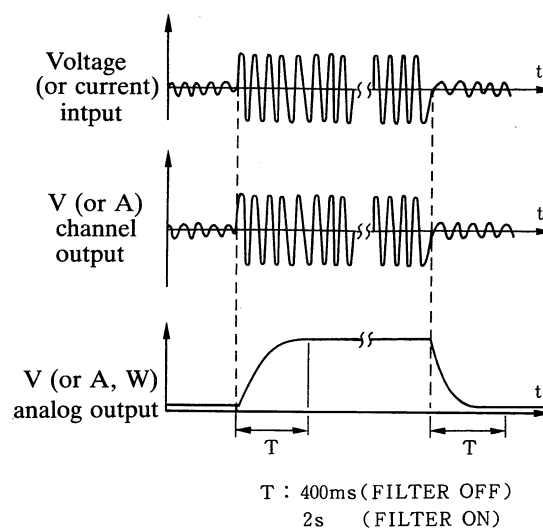 Voltage
(or current)
intput
t
V (or A)
channel
output
t
V (or A, W)
analog output
t
T
T
T : 400ms (FILTER OFF)
2s (FILTER ON)